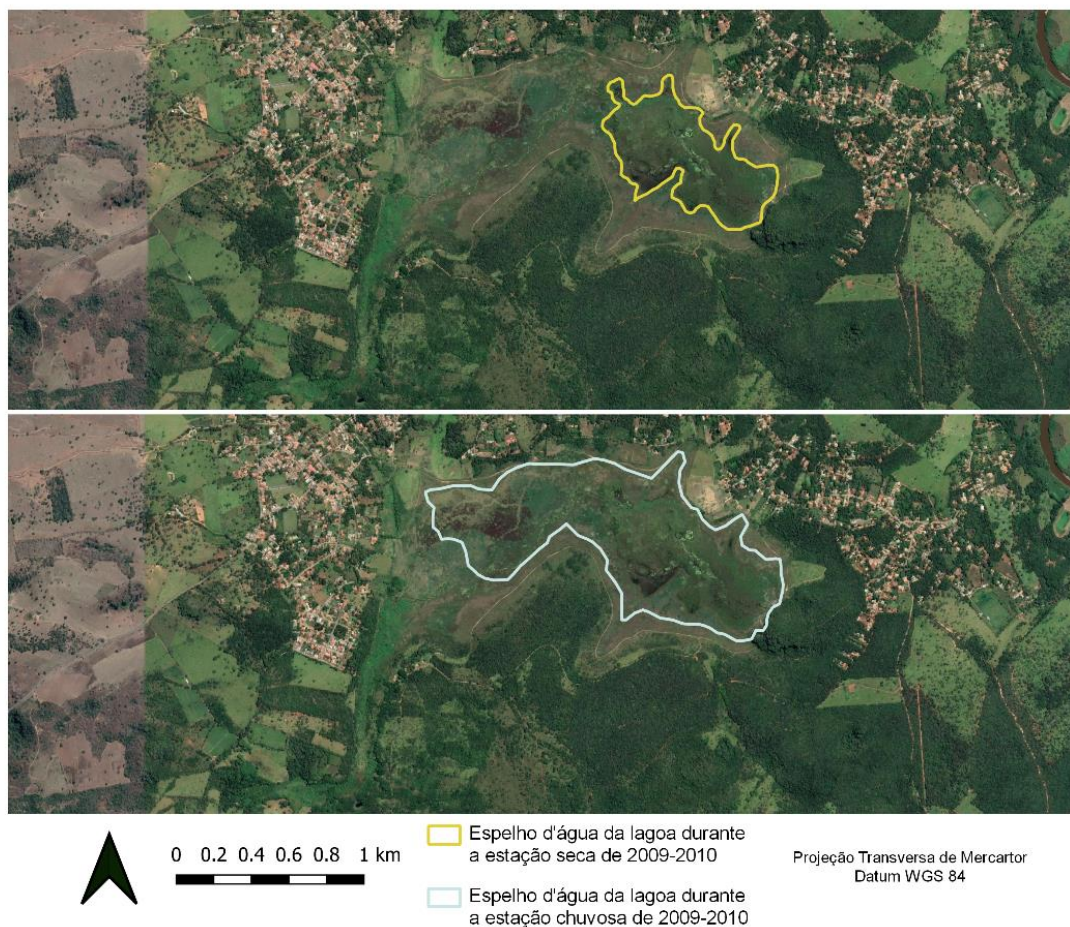 0 0.2 0.4 0.6 0.8 1 km
Espelho d'água da lagoa durante
a estação seca de 2009-2010
Espelho d'água da lagoa durante
a estação chuvosa de 2009-2010
Projeção Transversa de Mercartor
Datum WGS 84